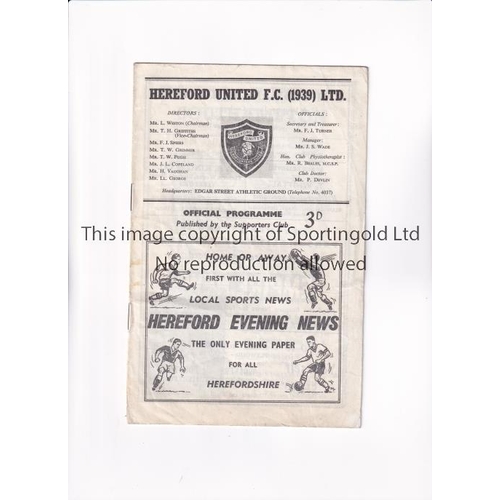 HEREFORD UNITED F.C. (1939) LTD.
DIRECTORS :
Mr. L. Weston (Chairman)
Mr. T. H. Griffiths
(Vice-Chairman)
Mr. F. J. Spiers
Mr. T. W.
Mr. T. W.
Mr. J. L. Copeland
Mr. H. Vaughan
Mr. Ll. George
HEREFORD
UNITED
OFFICIALS :
Secretary and Treasurer :
Mr. F. J. Turner
Manager:
Mr. J. S. Wade
Hon. Club Physiotherapist :
Mr. R. M.C.S.P.
Club Doctor:
Mr. P. Devlin
Headquarters: EDGAR STREET ATHLETIC GROUND (Telephone No. 4037)
OFFICIAL PROGRAMME
Published by the Supporters Club
3D
This image copyright of Sportingold Ltd
No reproduction allowed
HOME OR AWAY
FIRST WITH ALL THE
LOCAL SPORTS NEWS
HEREFORD EVENING NEWS
THE ONLY EVENING PAPER
FOR ALL
HEREFORDSHIRE